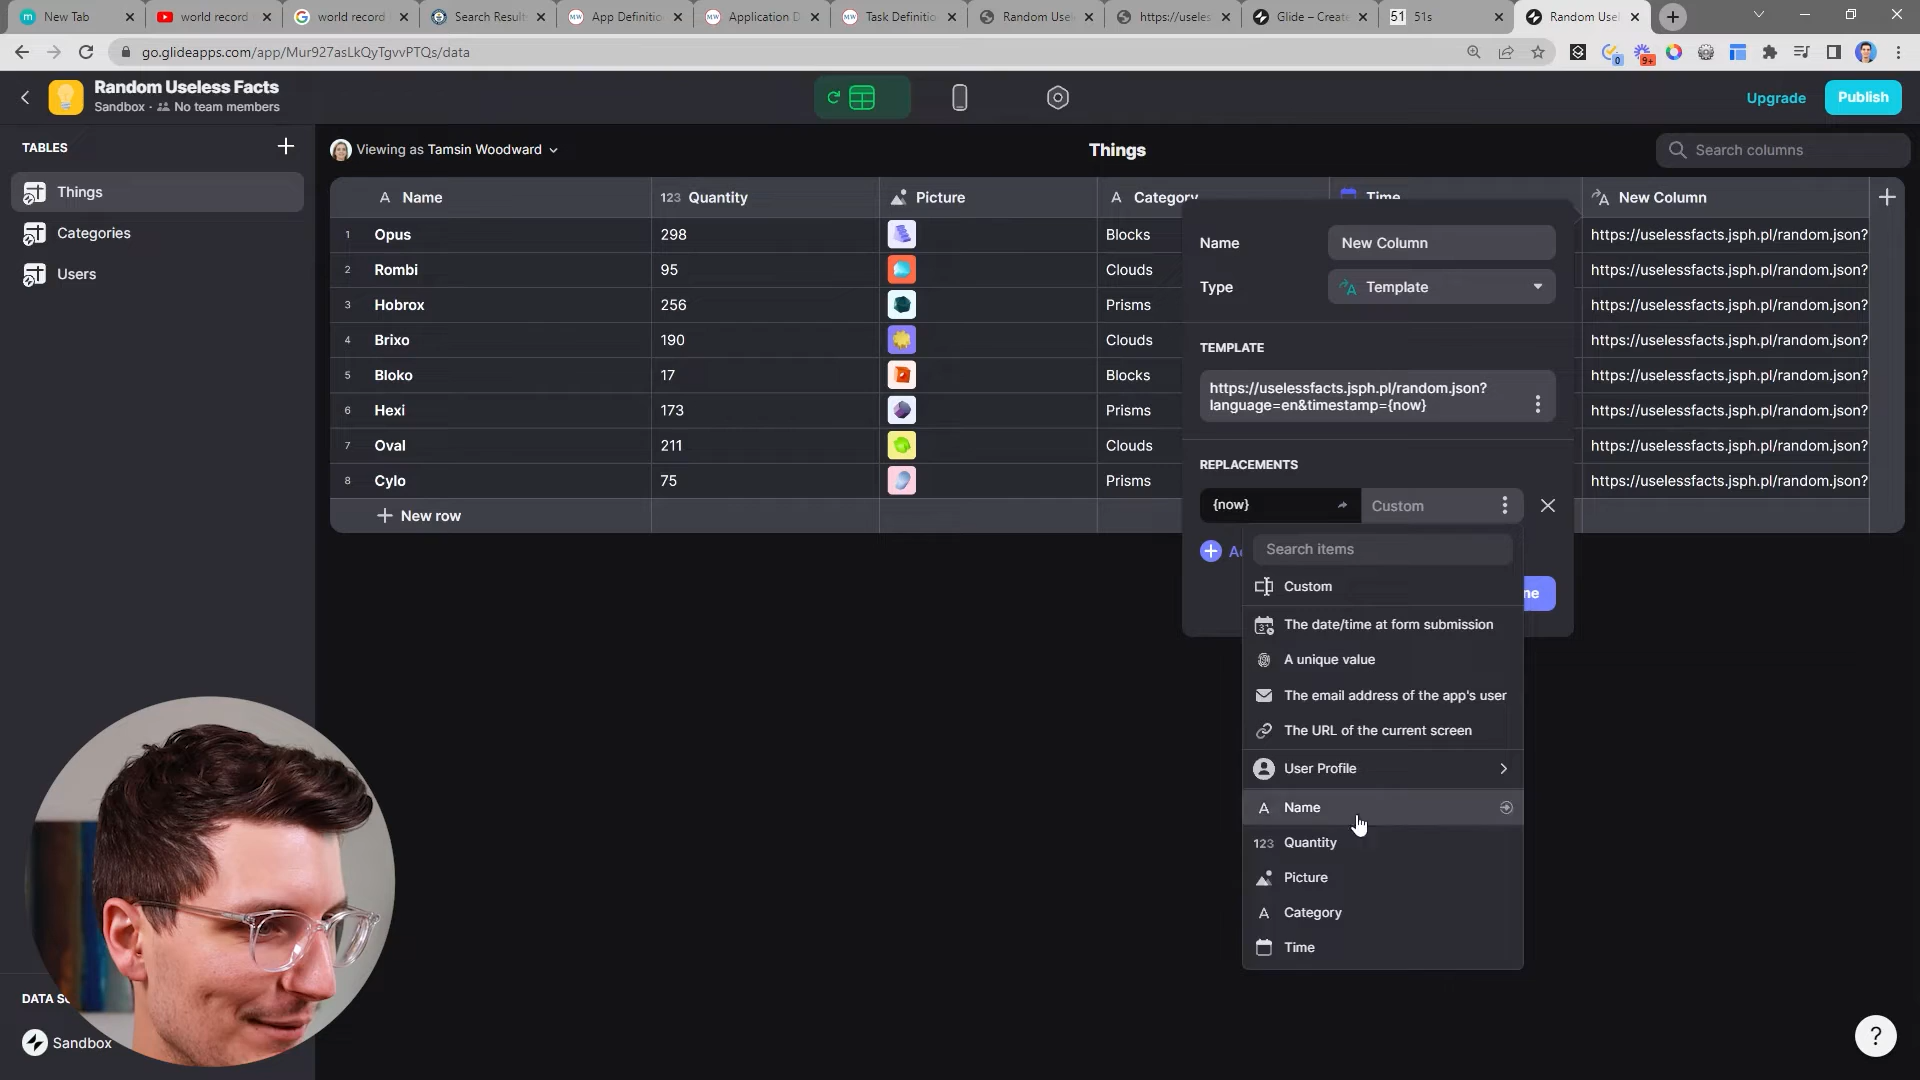 New Tab
world record
world record
Search Result
App Definitio
Application D
Task Definitio
Random Usel
https://useles
Glide – Create
51
51s
Random Usel
go.glideapps.com/app/Mur927asLkQyTgvvPTQs/data
0
9+
Random Useless Facts
Sandbox · No team members
Upgrade
Publish
TABLES
Things
Categories
Users
Viewing as Tamsin Woodward
Things
Search columns
Name
123 Quantity
Picture
Category
Time
New Column
1 Opus 298 Blocks https://uselessfacts.jsph.pl/random.json?
2 Rombi 95 Clouds https://uselessfacts.jsph.pl/random.json?
3 Hobrox 256 Prisms https://uselessfacts.jsph.pl/random.json?
4 Brixo 190 Clouds https://uselessfacts.jsph.pl/random.json?
5 Bloko 17 Blocks https://uselessfacts.jsph.pl/random.json?
6 Hexi 173 Prisms https://uselessfacts.jsph.pl/random.json?
7 Oval 211 Clouds https://uselessfacts.jsph.pl/random.json?
8 Cylo 75 Prisms https://uselessfacts.jsph.pl/random.json?
New row
Name New Column
Type Template
TEMPLATE
https://uselessfacts.jsph.pl/random.json?
language=en&timestamp={now}
REPLACEMENTS
{now} Custom
Search items
Custom
The date/time at form submission
A unique value
The email address of the app's user
The URL of the current screen
User Profile
Name
123 Quantity
Picture
Category
Time
ne
DATA SO
Sandbox
?